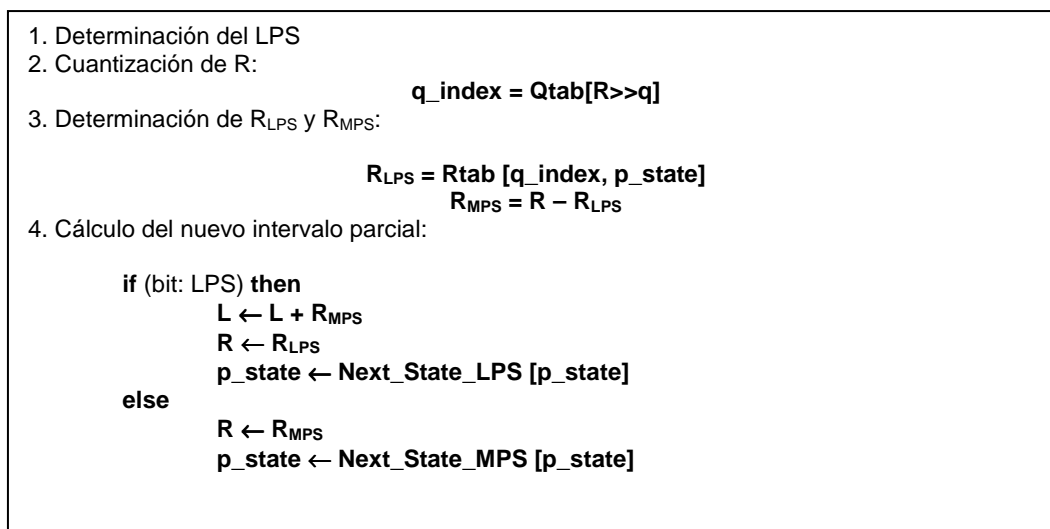 1. Determinación del LPS
2. Cuantización de R:
q_index = Qtab[R>>q]
3. Determinación de RLPS y RMPS:
RLPS = Rtab [q_index, p_state]
RMPS = R – RLPS
4. Cálculo del nuevo intervalo parcial:
if (bit: LPS) then
L ← L + RMPS
R ← RLPS
p_state ← Next_State_LPS [p_state]
else
R ← RMPS
p_state ← Next_State_MPS [p_state]